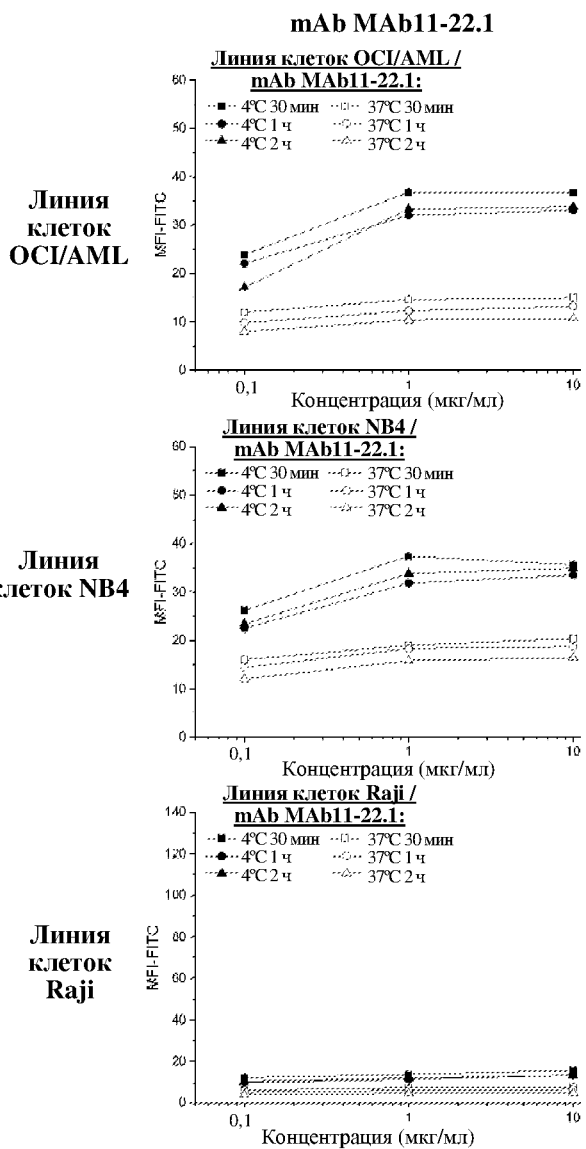 mAb MAb11-22.1
Линия клеток OCI/AML /
mAb MAb11-22.1:
4ºC 30 мин
37ºC 30 мин
4ºC 1 ч
37ºC 1 ч
4ºC 2 ч
37ºC 2 ч
Линия
клеток
OCI/AML
MFI-FITC
60
50
40
30
20
10
0
0,1
1
10
Концентрация (мкг/мл)
Линия клеток NB4 /
mAb MAb11-22.1:
4ºC 30 мин
37ºC 30 мин
4ºC 1 ч
37ºC 1 ч
4ºC 2 ч
37ºC 2 ч
Линия
клеток NB4
MFI-FITC
60
50
40
30
20
10
0
0,1
1
10
Концентрация (мкг/мл)
Линия клеток Raji /
mAb MAb11-22.1:
4ºC 30 мин
37ºC 30 мин
4ºC 1 ч
37ºC 1 ч
4ºC 2 ч
37ºC 2 ч
Линия
клеток
Raji
MFI-FITC
140
120
100
80
60
40
20
0
0,1
1
10
Концентрация (мкг/мл)